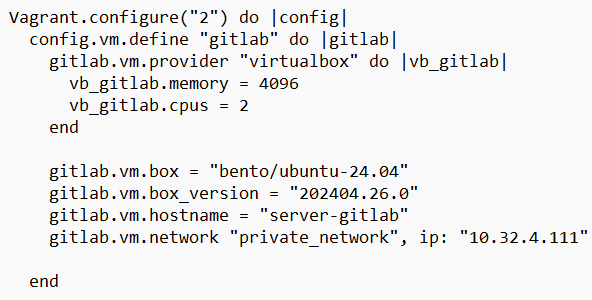 Vagrant.configure("2") do |config|
  config.vm.define "gitlab" do |gitlab|
    gitlab.vm.provider "virtualbox" do |vb_gitlab|
      vb_gitlab.memory = 4096
      vb_gitlab.cpus = 2
    end

    gitlab.vm.box = "bento/ubuntu-24.04"
    gitlab.vm.box_version = "202404.26.0"
    gitlab.vm.hostname = "server-gitlab"
    gitlab.vm.network "private_network", ip: "10.32.4.111"

  end